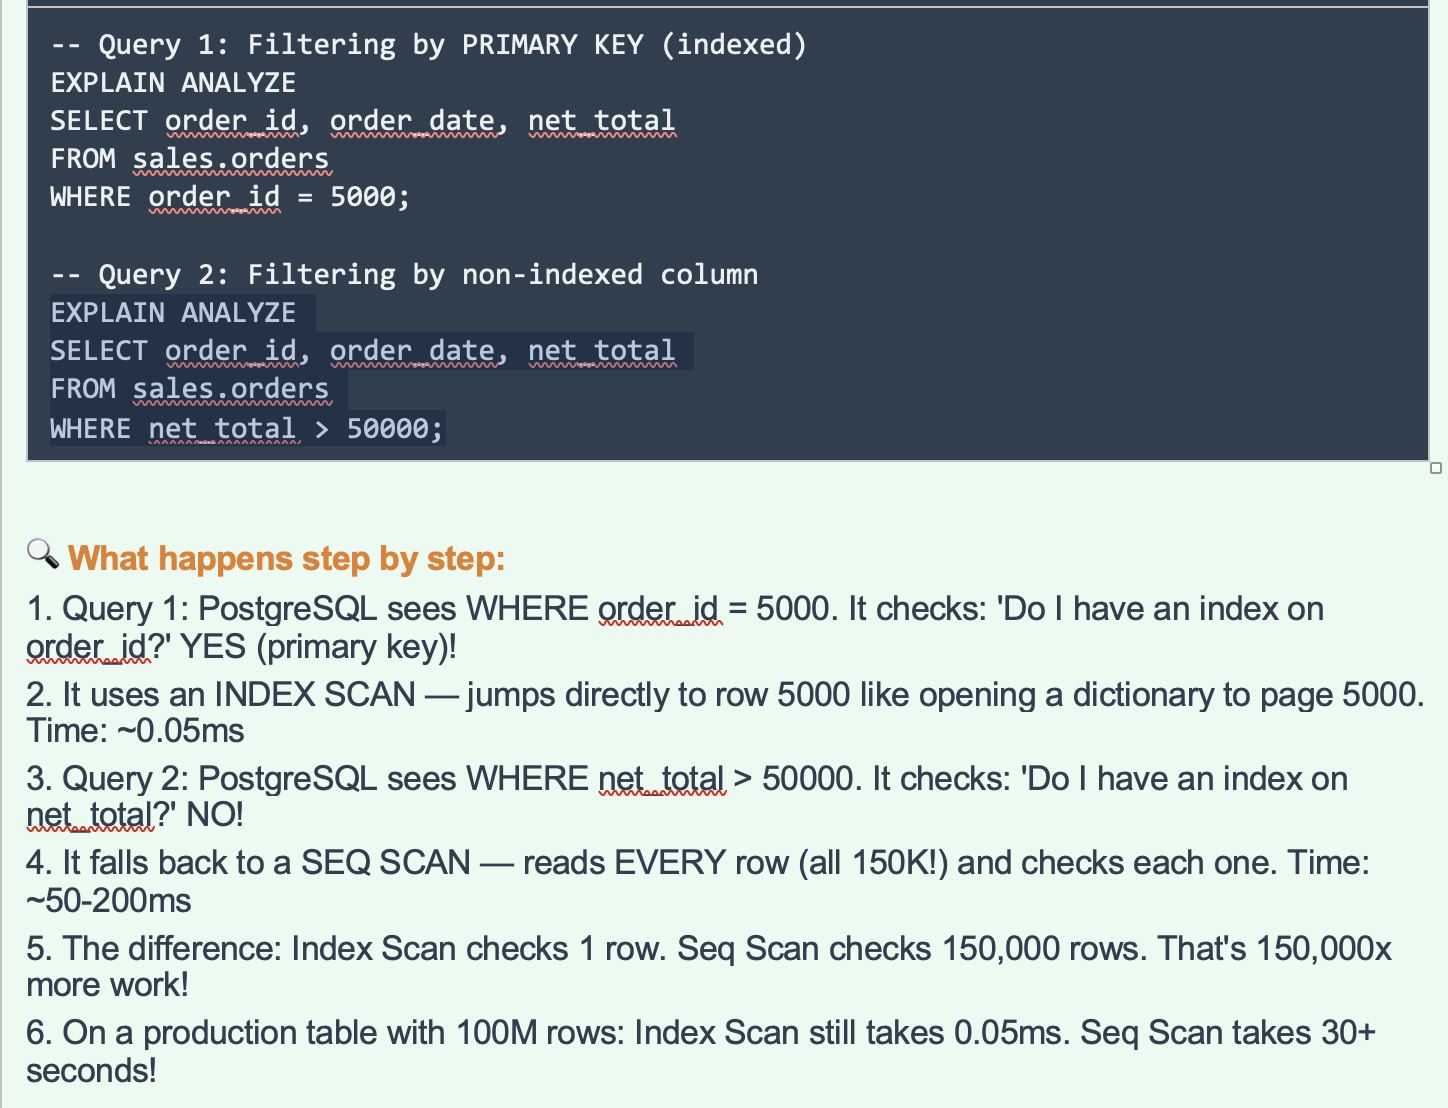 -- Query 1: Filtering by PRIMARY KEY (indexed)
EXPLAIN ANALYZE
SELECT order_id, order_date, net_total
FROM sales.orders
WHERE order_id = 5000;
-- Query 2: Filtering by non-indexed column
EXPLAIN ANALYZE
SELECT order_id, order_date, net_total
FROM sales.orders
WHERE net_total > 50000;
🔍 What happens step by step:
1. Query 1: PostgreSQL sees WHERE order_id = 5000. It checks: 'Do I have an index on
order_id?' YES (primary key)!
2. It uses an INDEX SCAN — jumps directly to row 5000 like opening a dictionary to page 5000.
Time: ~0.05ms
3. Query 2: PostgreSQL sees WHERE net_total > 50000. It checks: 'Do I have an index on
net_total?' NO!
4. It falls back to a SEQ SCAN — reads EVERY row (all 150K!) and checks each one. Time:
~50-200ms
5. The difference: Index Scan checks 1 row. Seq Scan checks 150,000 rows. That's 150,000x
more work!
6. On a production table with 100M rows: Index Scan still takes 0.05ms. Seq Scan takes 30+
seconds!